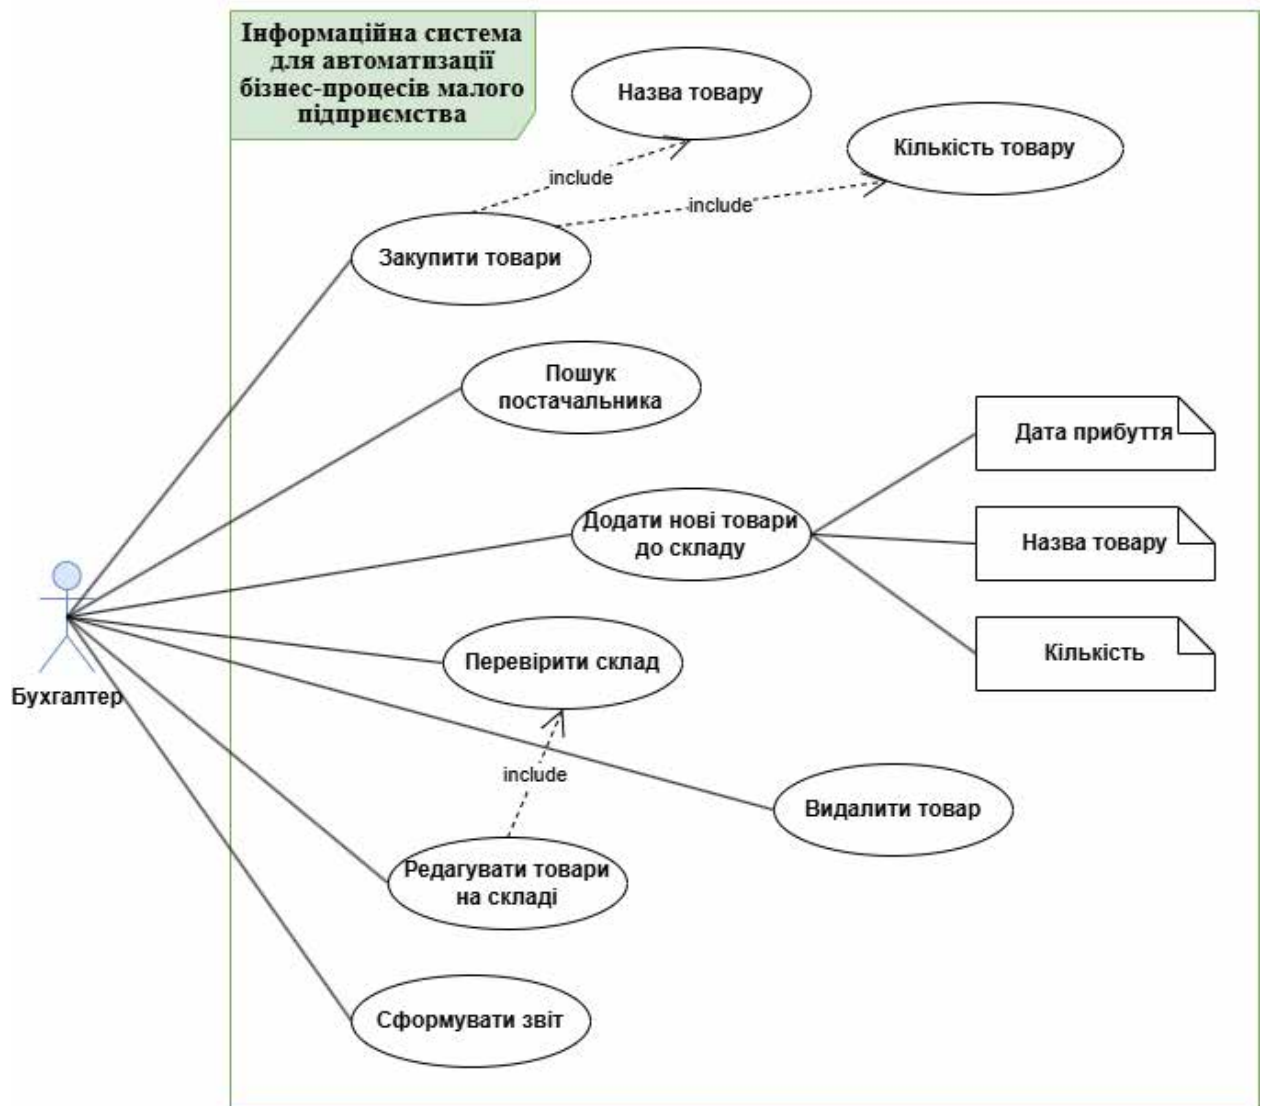 Інформаційна система
для автоматизації
бізнес-процесів малого
підприємства
Назва товару
Кількість товару
include
include
Закупити товари
Пошук
постачальника
Дата прибуття
Додати нові товари
до складу
Назва товару
Кількість
Перевірити склад
Бухгалтер
include
Видалити товар
Редагувати товари
на складі
Сформувати звіт